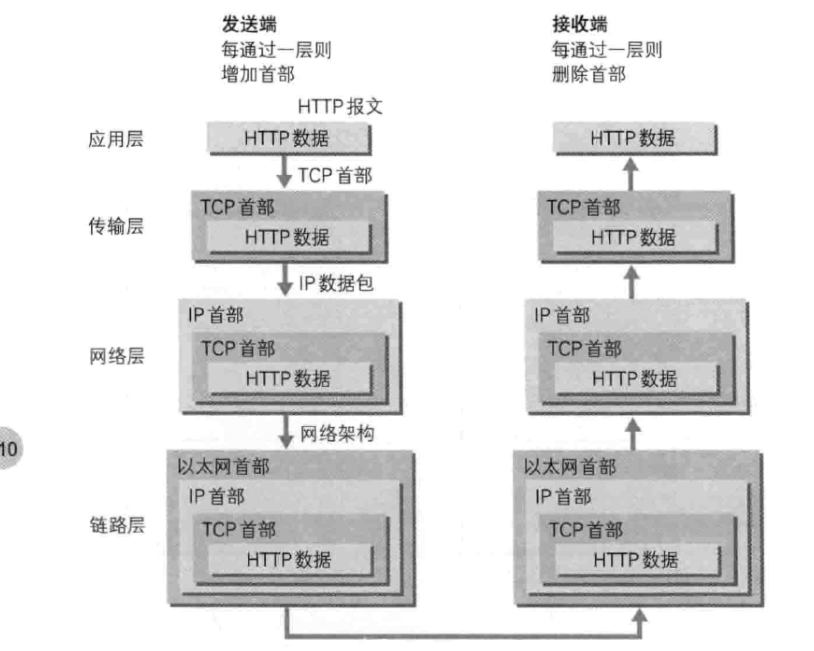 发送端
每通过一层则
增加首部
接收端
每通过一层则
删除首部
HTTP 报文
应用层
HTTP 数据
HTTP 数据
TCP 首部
传输层
TCP 首部
HTTP 数据
TCP 首部
HTTP 数据
IP 数据包
网络层
IP 首部
TCP 首部
HTTP 数据
IP 首部
TCP 首部
HTTP 数据
网络架构
10
链路层
以太网首部
IP 首部
TCP 首部
HTTP 数据
以太网首部
IP 首部
TCP 首部
HTTP 数据